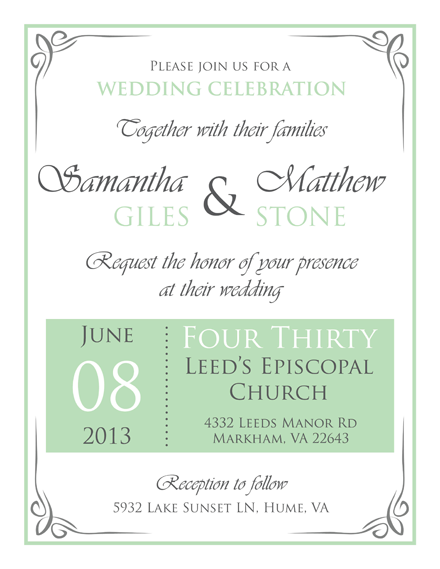 Please join us for a
WEDDING CELEBRATION
Together with their families
Samantha & Matthew
GILES STONE
Request the honor of your presence
at their wedding
June
08
2013
Four Thirty
Leed's Episcopal
Church
4332 Leeds Manor Rd
Markham, VA 22643
Reception to follow
5932 Lake Sunset LN, Hume, VA